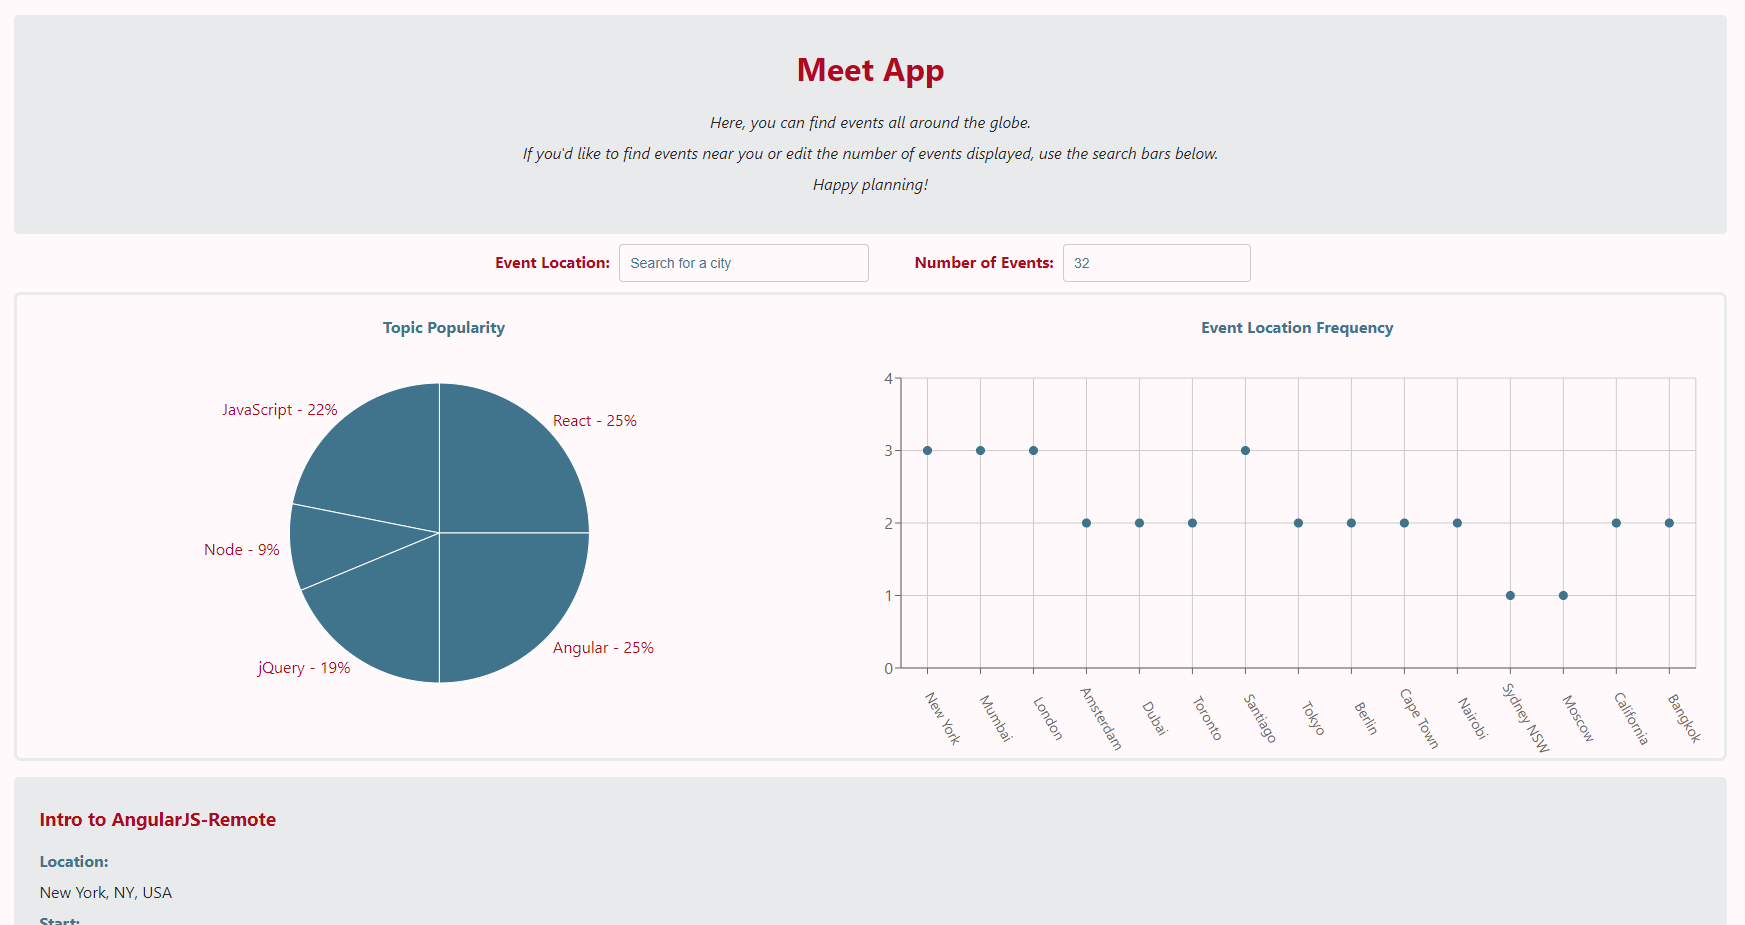 Meet App
Here, you can find events all around the globe.
If you'd like to find events near you or edit the number of events displayed, use the search bars below.
Happy planning!
Event Location: Search for a city Number of Events: 32
Topic Popularity
JavaScript - 22%
React - 25%
Node - 9%
jQuery - 19%
Angular - 25%
Event Location Frequency
4
3
2
1
0
New York
Mumbai
London
Amsterdam
Dubai
Toronto
Santiago
Tokyo
Berlin
Cape Town
Nairobi
Sydney NSW
Moscow
California
Bangkok
Intro to AngularJS-Remote
Location:
New York, NY, USA
Start: